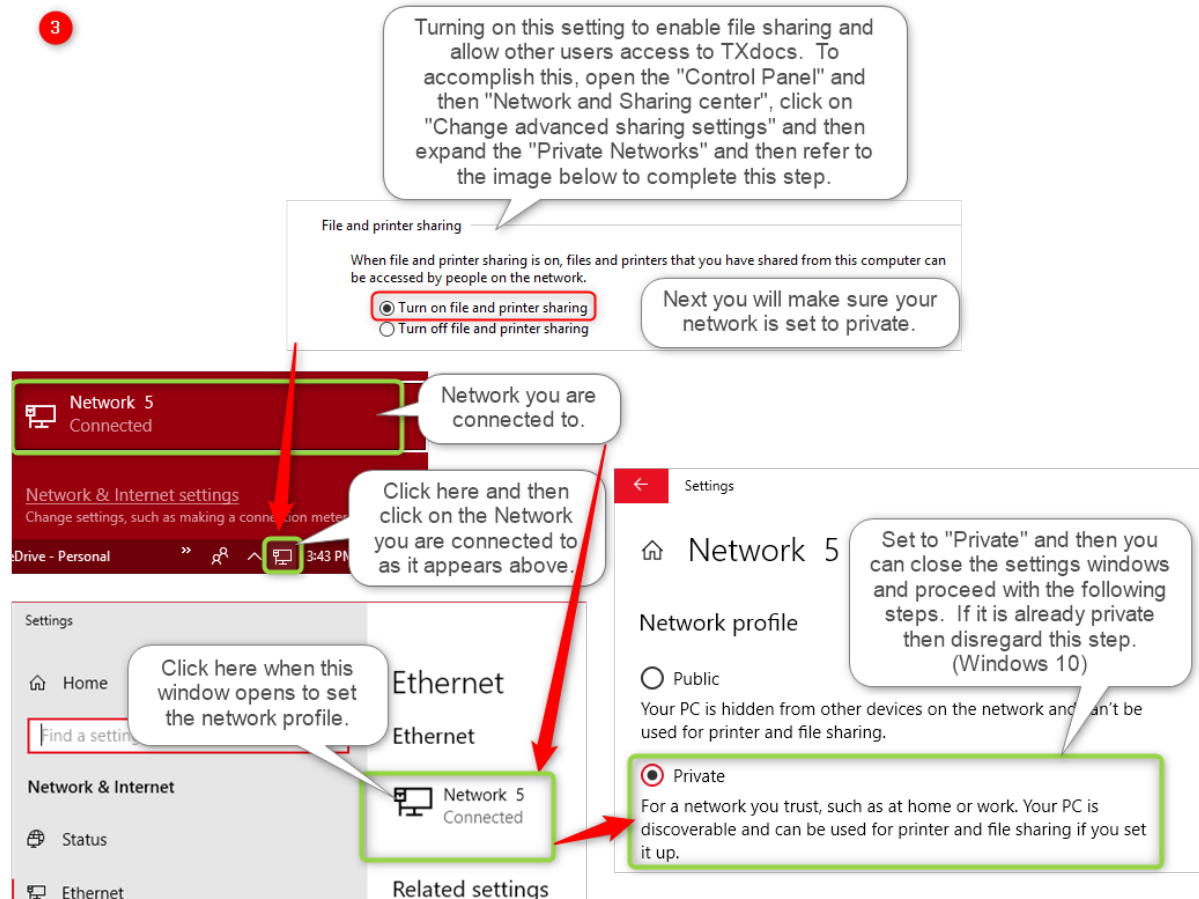 3
Turning on this setting to enable file sharing and
allow other users access to TXdocs. To
accomplish this, open the "Control Panel" and
then "Network and Sharing center", click on
"Change advanced sharing settings" and then
expand the "Private Networks" and then refer to
the image below to complete this step.
File and printer sharing
When file and printer sharing is on, files and printers that you have shared from this computer can
be accessed by people on the network.
Turn on file and printer sharing
Turn off file and printer sharing
Next you will make sure your
network is set to private.
Network 5
Connected
Network you are
connected to.
Network & Internet settings
Change settings, such as making a connection
Click here and then
click on the Network
you are connected to
as it appears above.
- Personal
»
3:43
Settings
Home
Find a
Click here when this
window opens to set
the network profile.
Network & Internet
Status
Ethernet
Ethernet
Ethernet
Network 5
Connected
Related settings
Settings
Network 5
Set to "Private" and then you
can close the settings windows
and proceed with the following
steps. If it is already private
then disregard this step.
(Windows 10)
Network profile
Public
Your PC is hidden from other devices on the network and can't be
used for printer and file sharing.
Private
For a network you trust, such as at home or work. Your PC is
discoverable and can be used for printer and file sharing if you set
it up.